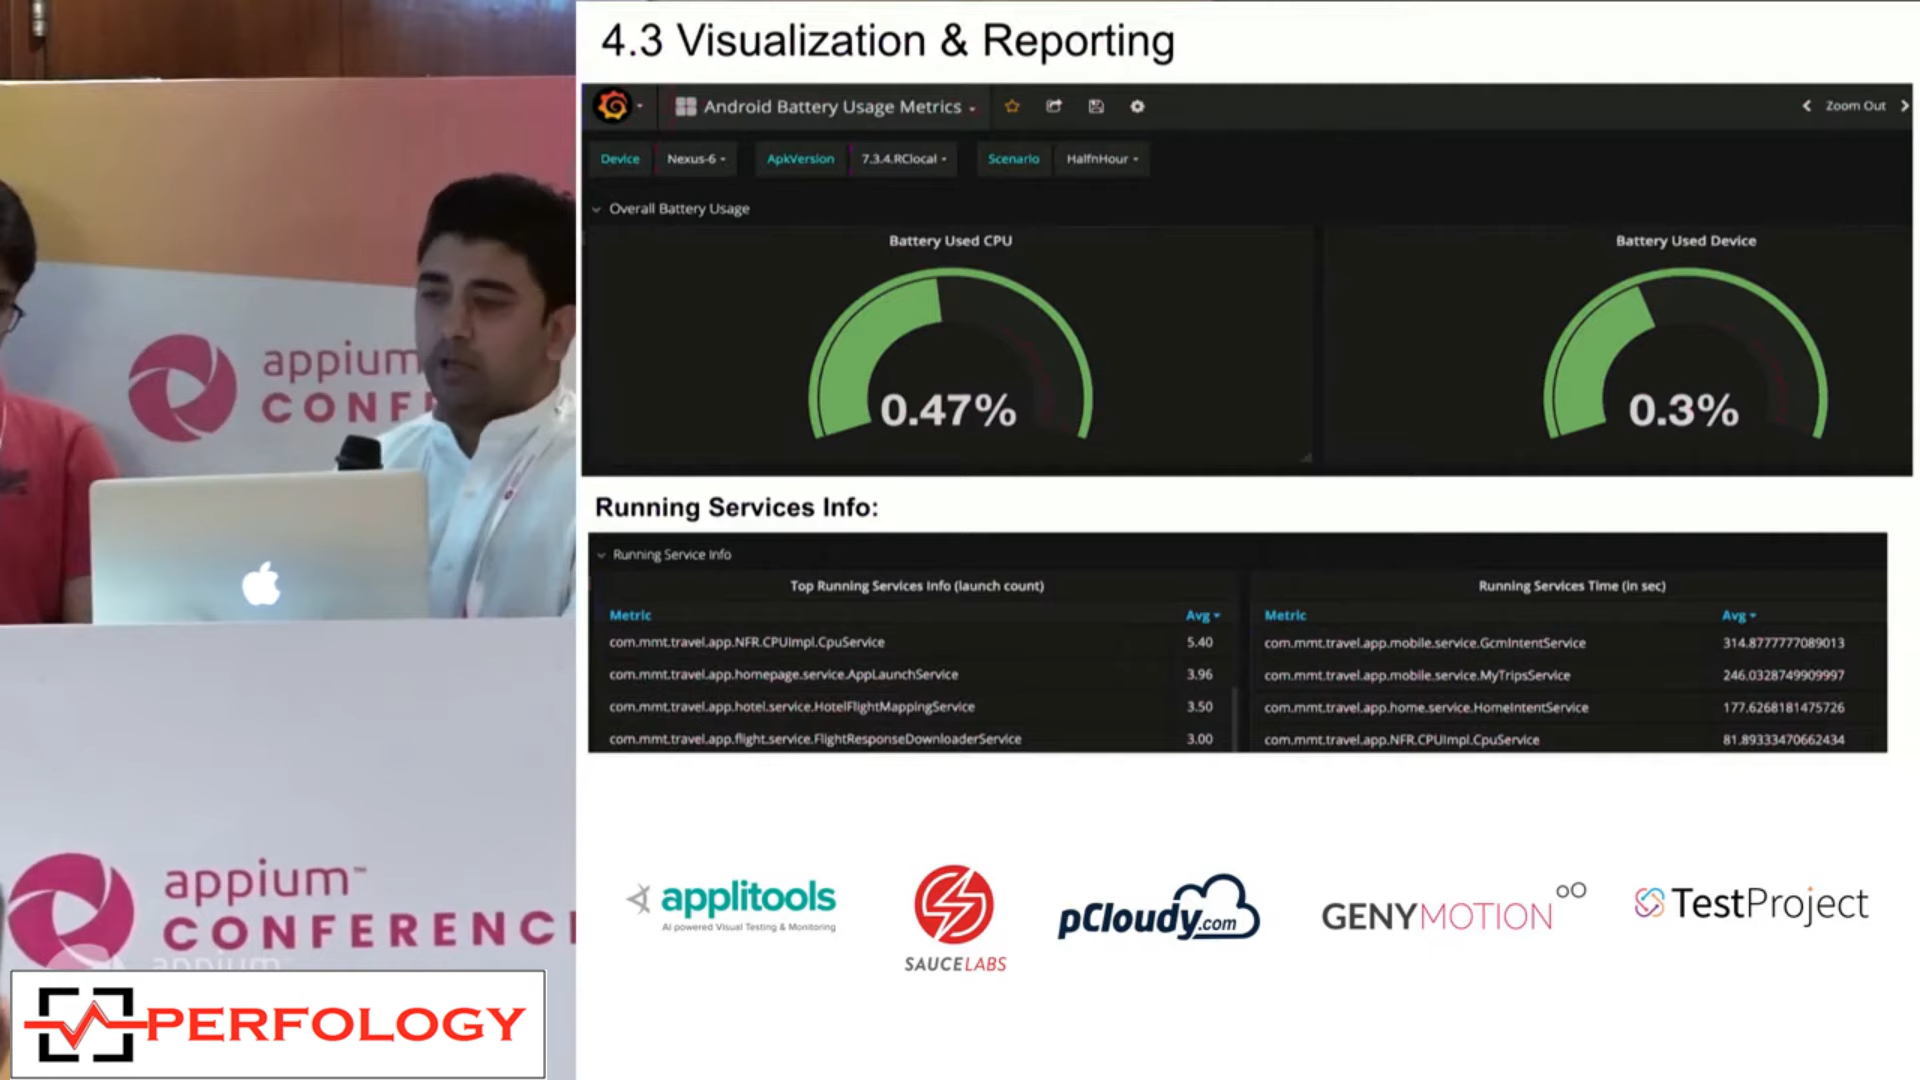 4.3 Visualization & Reporting
Android Battery Usage Metrics
Zoom Out
Device Nexus-6 ApkVersion 7.3.4.RClocal Scenario HalfnHour
Overall Battery Usage
Battery Used CPU
0.47%
Battery Used Device
0.3%
Running Services Info:
Running Service Info
Top Running Services Info (launch count)
Metric Avg
com.mmt.travel.app.NFR.CPUImpl.CpuService 5.40
com.mmt.travel.app.homepage.service.AppLaunchService 3.96
com.mmt.travel.app.hotel.service.HotelFlightMappingService 3.50
com.mmt.travel.app.flight.service.FlightResponseDownloaderService 3.00
Running Services Time (in sec)
Metric Avg
com.mmt.travel.app.mobile.service.GcmIntentService 314.8777777089013
com.mmt.travel.app.mobile.service.MyTripsService 246.0328749909997
com.mmt.travel.app.home.service.HomeIntentService 177.6268181475726
com.mmt.travel.app.NFR.CPUImpl.CpuService 81.89333470662434
applitools
AI powered Visual Testing & Monitoring
SAUCELABS
pCloudy.com
GENYMOTION
TestProject
appium
CONF
appium™
CONFERENC
appium
PERFOLOGY